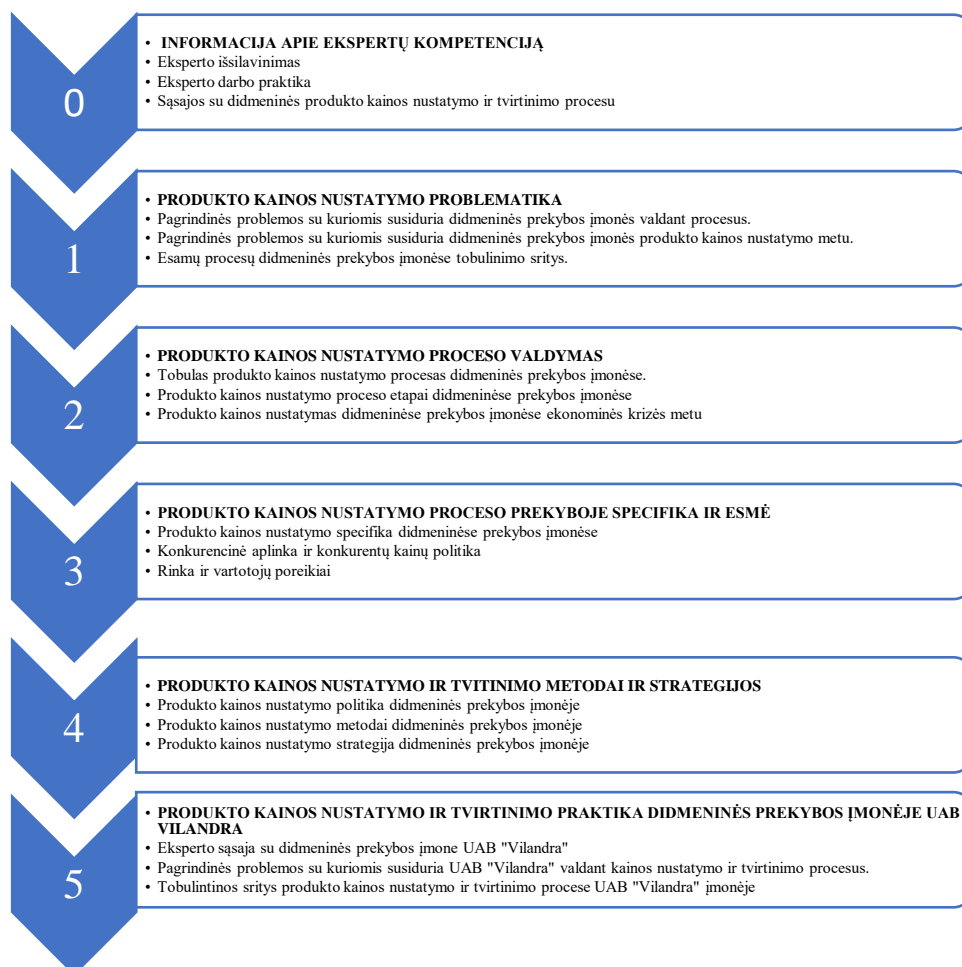 0
• INFORMACIJA APIE EKSPERTŲ KOMPETENCIJĄ
• Eksperto išsilavinimas
• Eksperto darbo praktika
• Sąsajos su didmeninės produkto kainos nustatymo ir tvirtinimo procesu
1
• PRODUKTO KAINOS NUSTATYMO PROBLEMATIKA
• Pagrindinės problemos su kuriomis susiduria didmeninės prekybos įmonės valdant procesus.
• Pagrindinės problemos su kuriomis susiduria didmeninės prekybos įmonės produkto kainos nustatymo metu.
• Esamų procesų didmeninės prekybos įmonėse tobulinimo sritys.
2
• PRODUKTO KAINOS NUSTATYMO PROCESO VALDYMAS
• Tobulas produkto kainos nustatymo procesas didmeninės prekybos įmonėse.
• Produkto kainos nustatymo proceso etapai didmeninėse prekybos įmonėse
• Produkto kainos nustatymas didmeninėse prekybos įmonėse ekonominės krizės metu
3
• PRODUKTO KAINOS NUSTATYMO PROCESO PREKYBOJE SPECIFIKA IR ESMĖ
• Produkto kainos nustatymo specifika didmeninėse prekybos įmonėse
• Konkurencinė aplinka ir konkurentų kainų politika
• Rinka ir vartotojų poreikiai
4
• PRODUKTO KAINOS NUSTATYMO IR TVITINIMO METODAI IR STRATEGIJOS
• Produkto kainos nustatymo politika didmeninės prekybos įmonėje
• Produkto kainos nustatymo metodai didmeninės prekybos įmonėje
• Produkto kainos nustatymo strategija didmeninės prekybos įmonėje
5
• PRODUKTO KAINOS NUSTATYMO IR TVIRTINIMO PRAKTIKA DIDMENINĖS PREKYBOS ĮMONĖJE UAB
VILANDRA
• Eksperto sąsaja su didmeninės prekybos įmone UAB "Vilandra"
• Pagrindinės problemos su kuriomis susiduria UAB "Vilandra" valdant kainos nustatymo ir tvirtinimo procesus.
• Tobulintinos sritys produkto kainos nustatymo ir tvirtinimo procese UAB "Vilandra" įmonėje